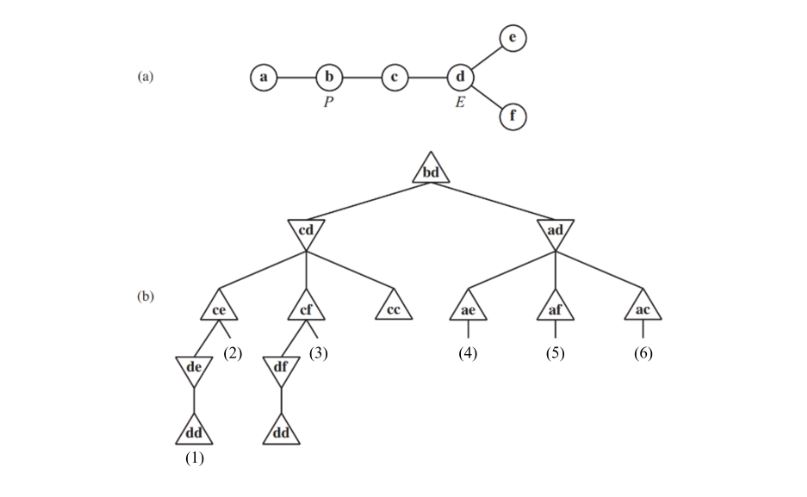 e
(a) a b c d
P E
f
bd
cd ad
(b) ce cf cc ae af ac
(2) (3) (4) (5) (6)
de df
dd dd
(1)